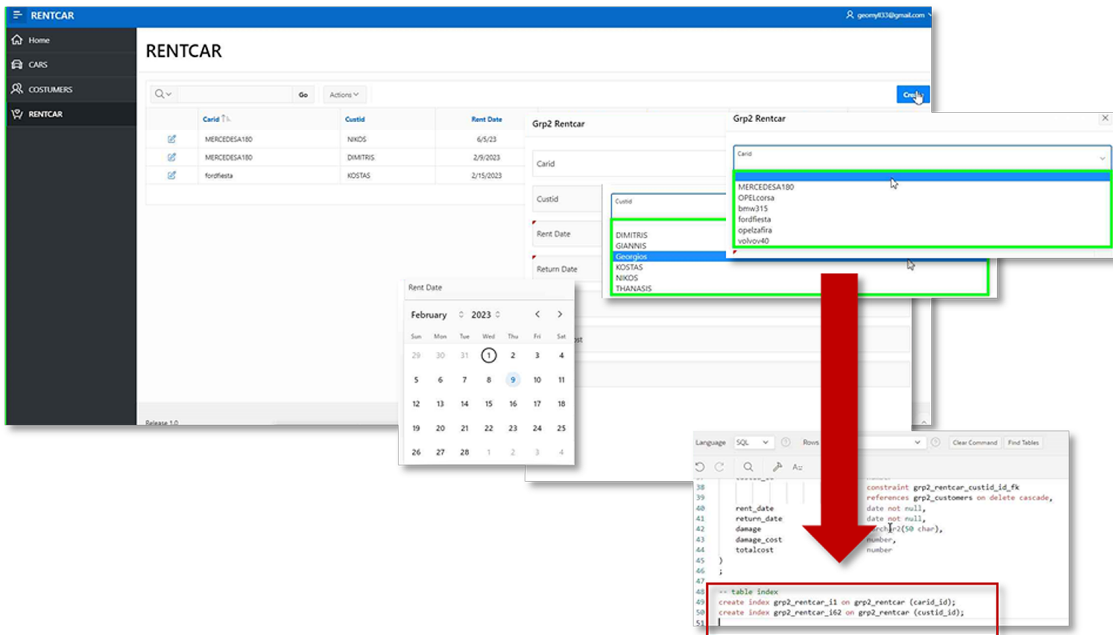 RENTCAR
geomyll33@gmail.com
Home
CARS
COSTUMERS
RENTCAR
RENTCAR
Go
Actions
Carid
Custid
Rent Date
MERCEDESA180
NIKOS
6/5/23
MERCEDESA180
DIMITRIS
2/9/2023
fordfiesta
KOSTAS
2/15/2023
Release 1.0
Grp2 Rentcar
Carid
Custid
Rent Date
Return Date
Custid
DIMITRIS
GIANNIS
Georgios
KOSTAS
NIKOS
THANASIS
Grp2 Rentcar
Carid
MERCEDESA180
OPELcorsa
bmw315
fordfiesta
opelzafira
volvov40
Rent Date
February 2023
Sun Mon Tue Wed Thu Fri Sat
29 30 31 1 2 3 4
5 6 7 8 9 10 11
12 13 14 15 16 17 18
19 20 21 22 23 24 25
26 27 28 1 2 3 4
Language SQL Rows Clear Command Find Tables
38 constraint grp2_rentcar_custid_id_fk
39 references grp2_customers on delete cascade,
40 rent_date date not null,
41 return_date date not null,
42 damage (50 char),
43 damage_cost number,
44 totalcost number
45 )
46 ;
47
48 -- table index
49 create index grp2_rentcar_i1 on grp2_rentcar (carid_id);
50 create index grp2_rentcar_i62 on grp2_rentcar (custid_id);
51